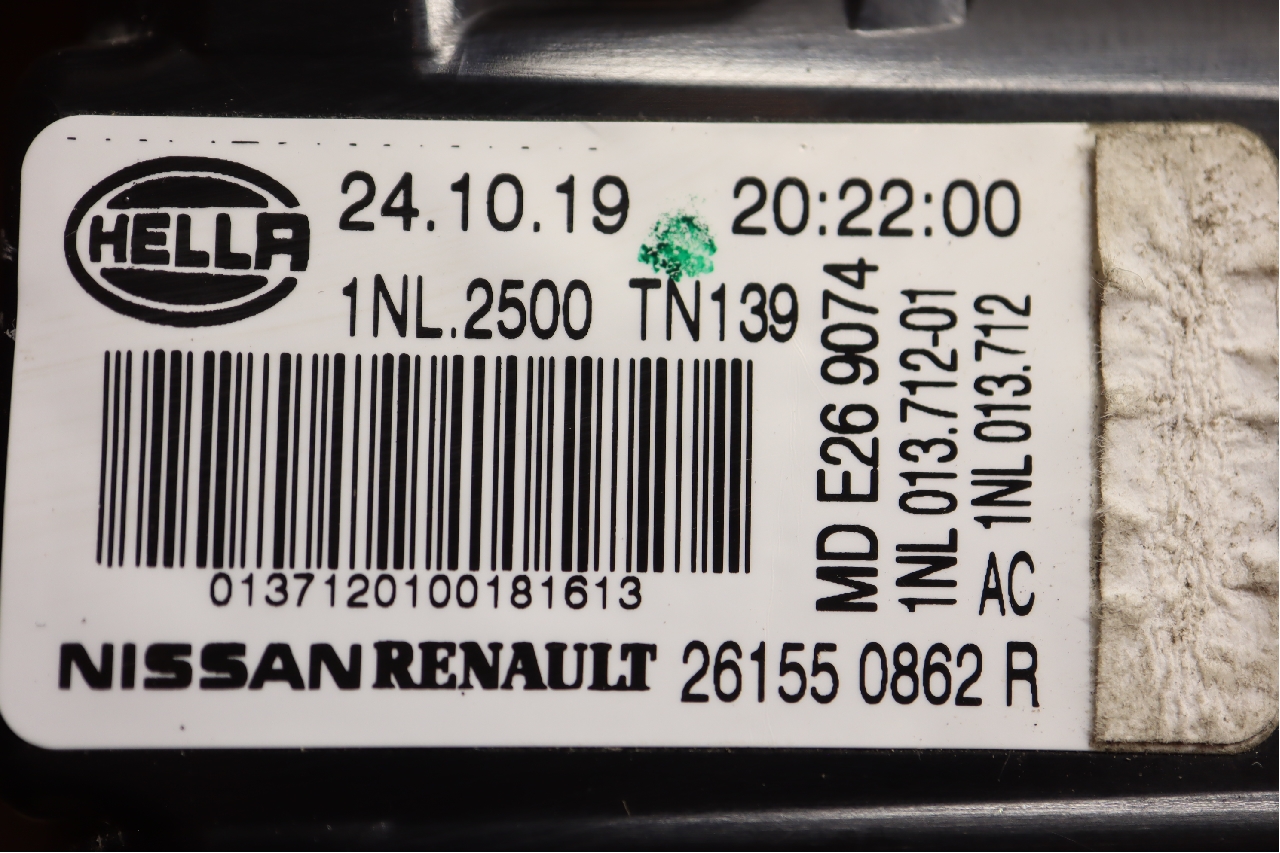 HELLA
24.10.19 20:22:00
1NL.2500 TN139
0137120100181613
MD E26 9074
1NL 013.712-01
AC 1NL 013.712
NISSAN RENAULT 26155 0862 R